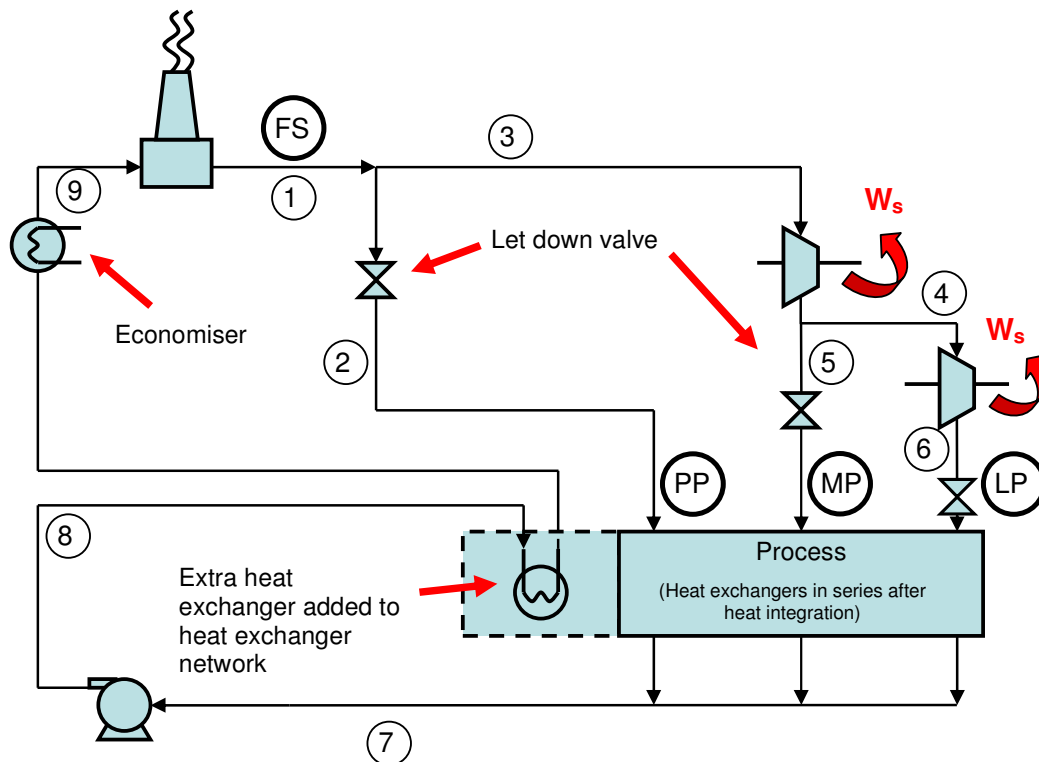 FS
3
9
1
Ws
Let down valve
4
Economiser
Ws
2
5
6
PP
MP
LP
8
Process
(Heat exchangers in series after
heat integration)
Extra heat
exchanger added to
heat exchanger
network
7